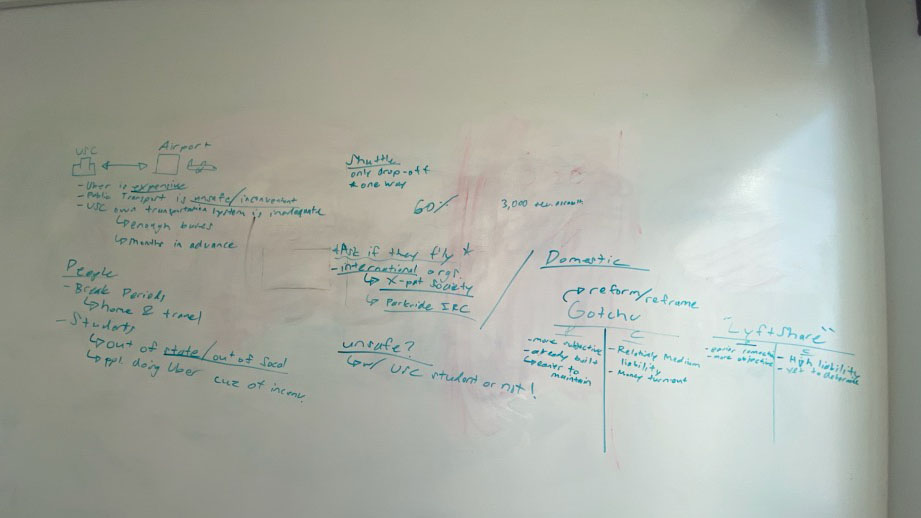 USC
Airport
- Uber is expensive
- Public Transport is unsafe/inconvenient
- USC own transportation system is inadequate
↳ enough buses
↳ months in advance
People
- Break Periods
↳ home & travel
- Students
↳ out of state/out of socal
↳ ppl doing Uber cuz of inconv.
Shuttle
only drop-off
* one way
60%
3,000
* Ask if they fly *
- international orgs.
↳ X-pat Society
↳ Parkside IRC
unsafe?
↳ w/ USC student or not!
Domestic
reform/reframe
Gotchu
- more subjective
- already built
↳ easier to maintain
C
- Relatively Medium liability
- Money
"LyftShare"
- easier
- more objective
C
- High liability
- yet to determine